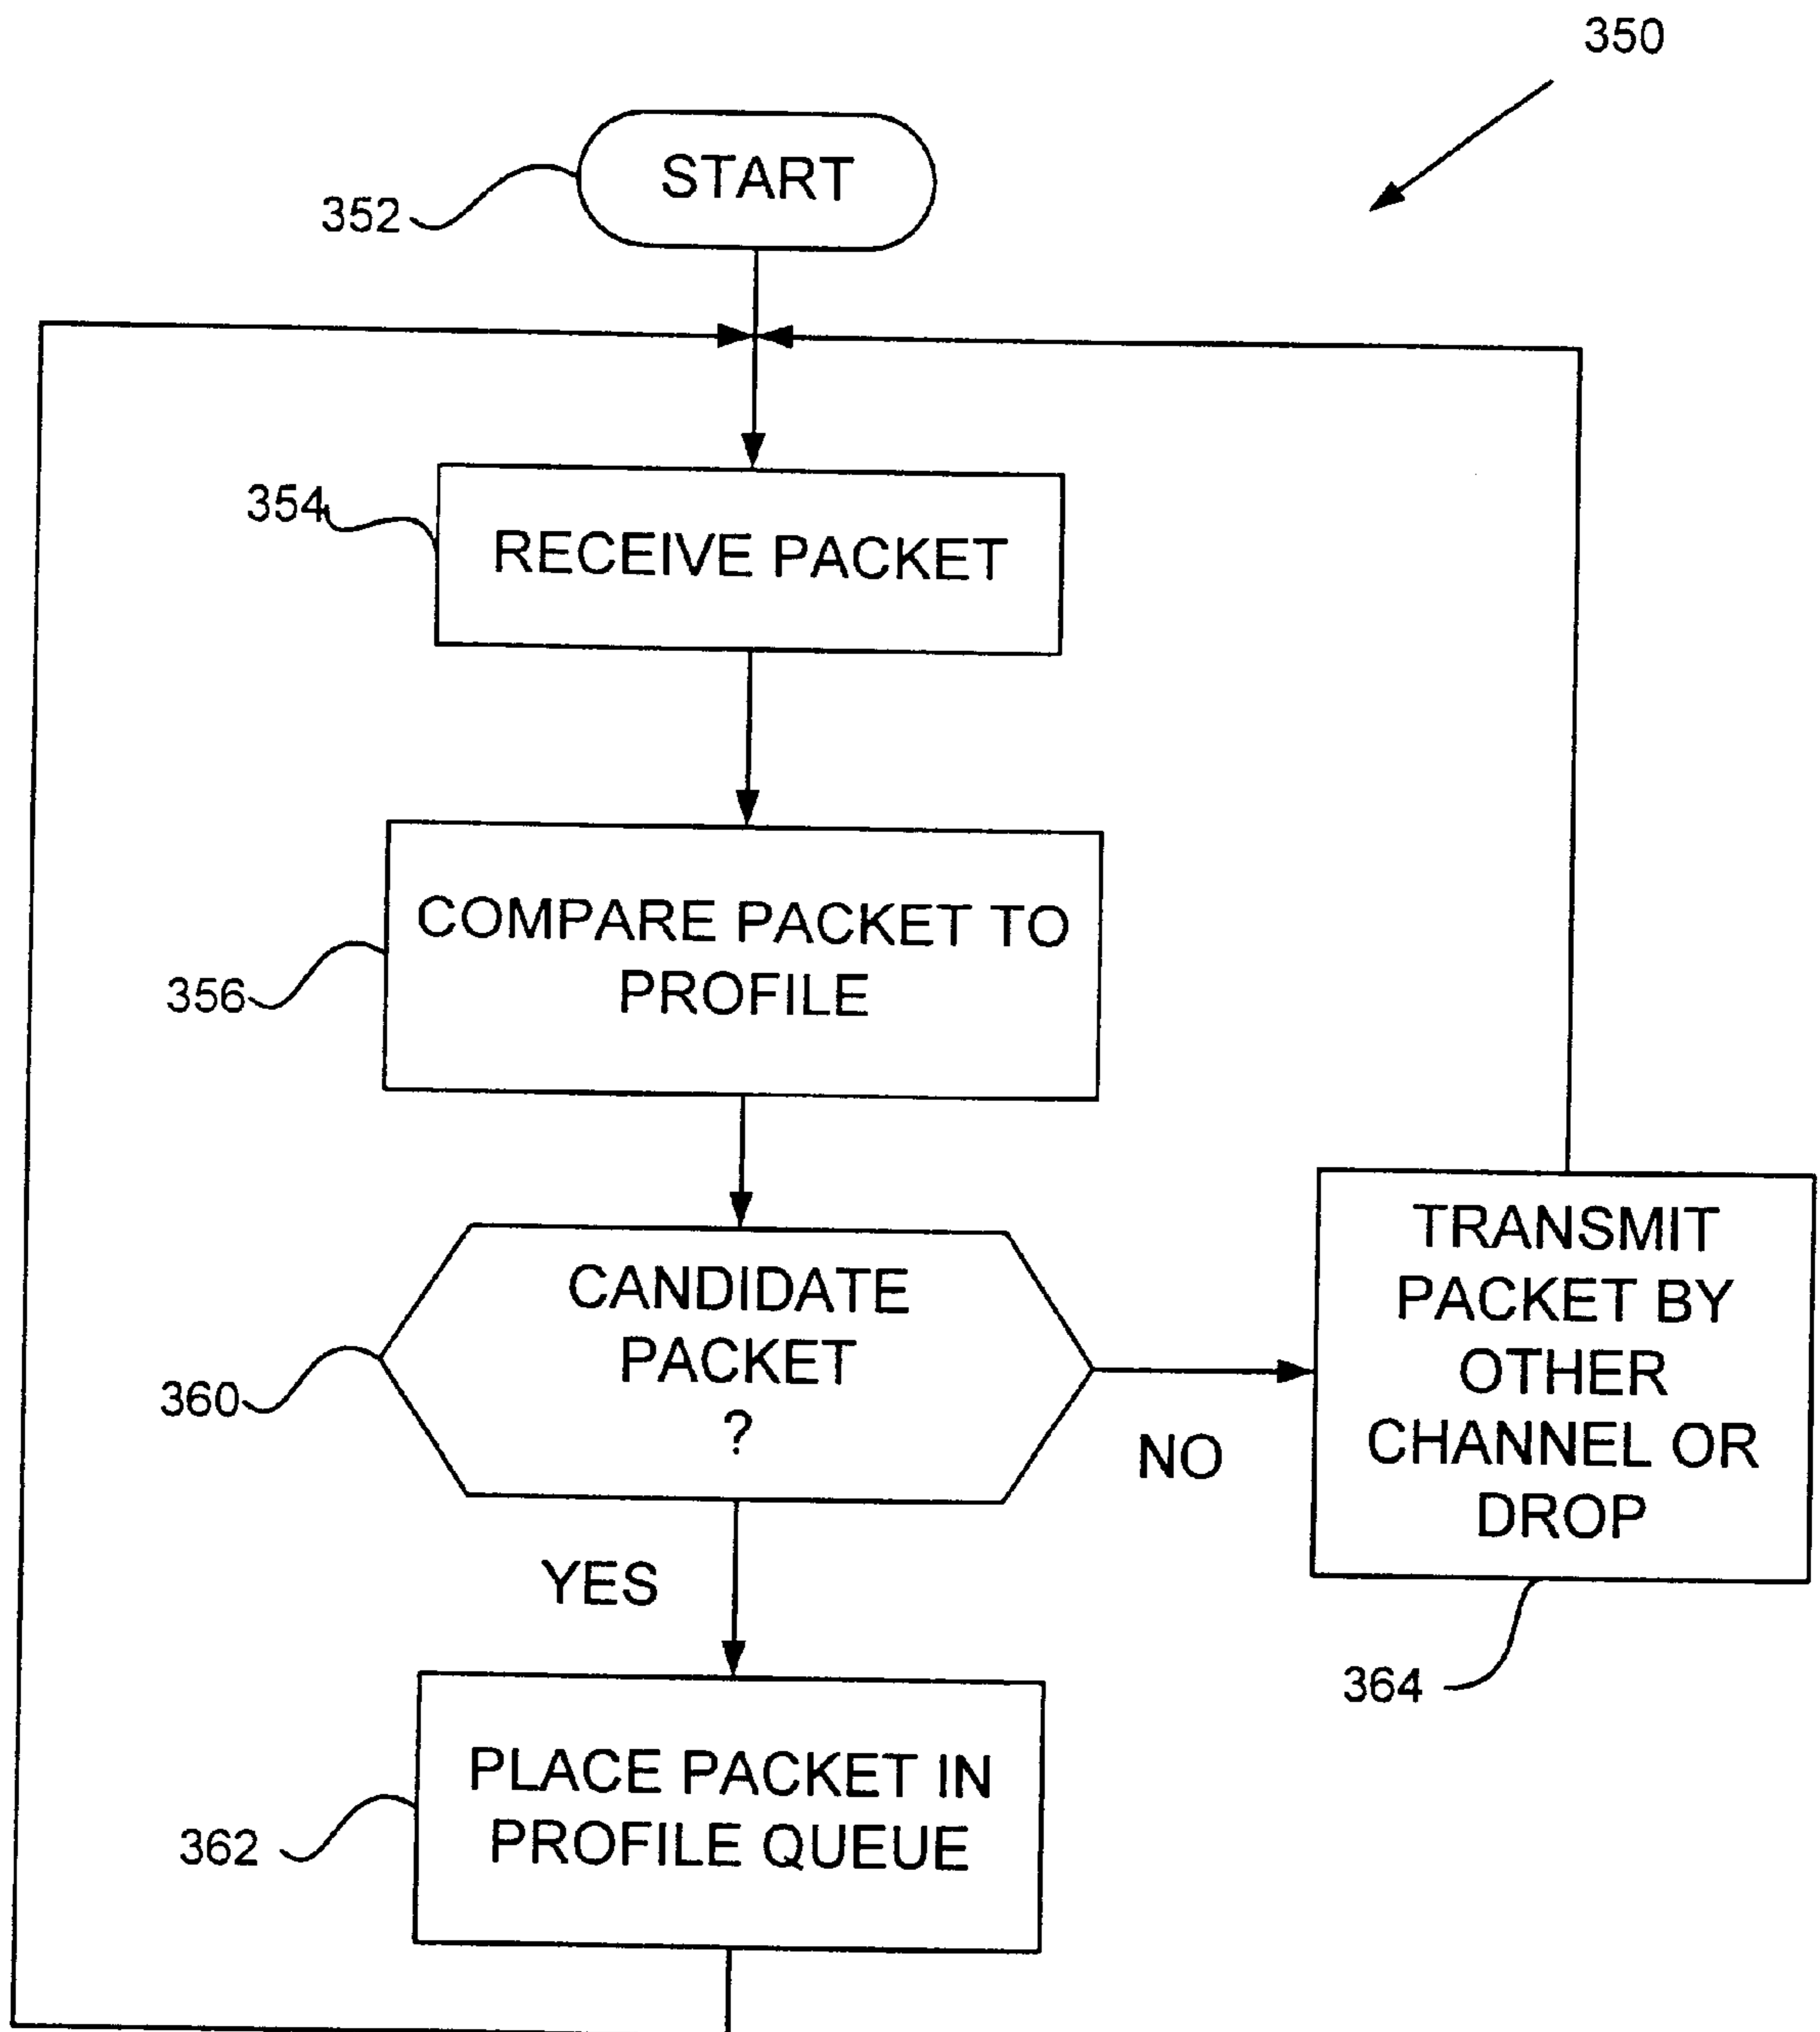 350
START
352
354
RECEIVE PACKET
COMPARE PACKET TO
PROFILE
356
CANDIDATE
PACKET
?
360
NO
TRANSMIT
PACKET BY
OTHER
CHANNEL OR
DROP
364
YES
PLACE PACKET IN
PROFILE QUEUE
362